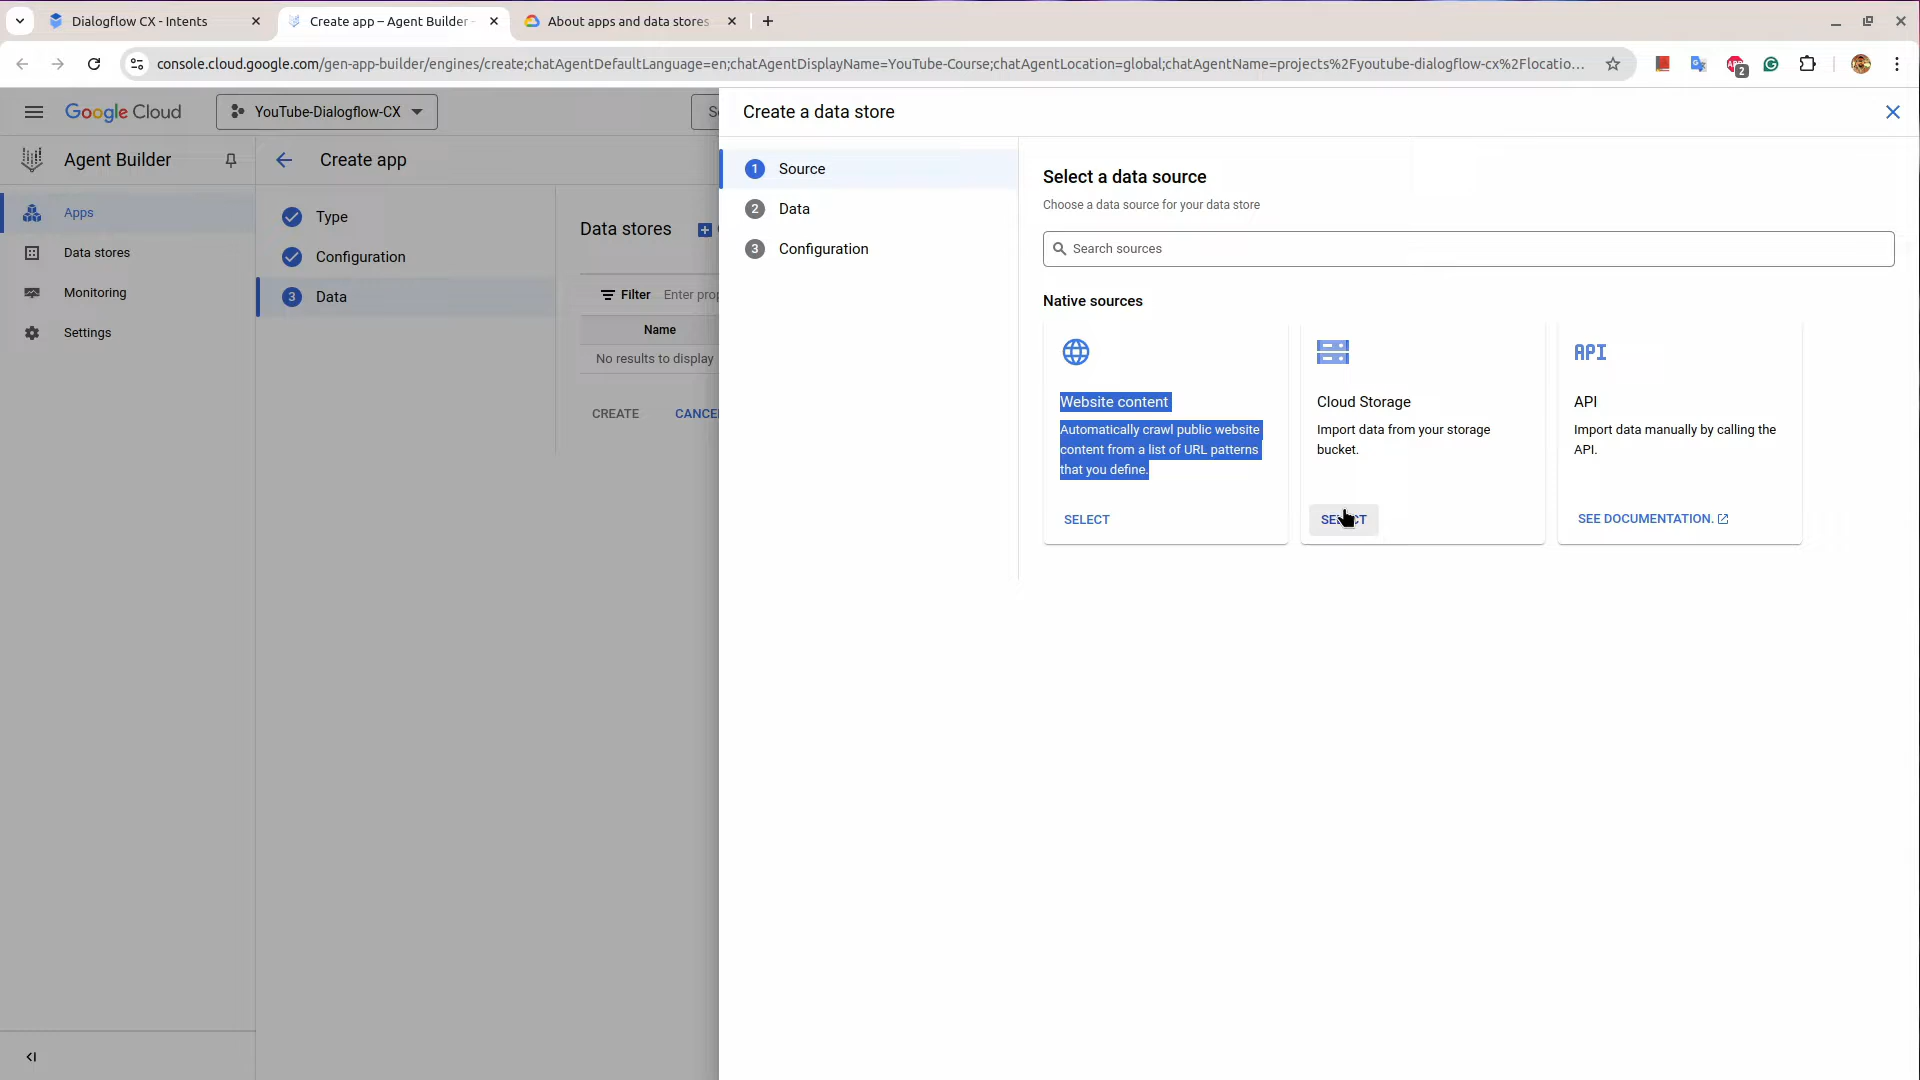 Dialogflow CX - Intents
Create app – Agent Builder -
About apps and data stores
console.cloud.google.com/gen-app-builder/engines/create;chatAgentDefaultLanguage=en;chatAgentDisplayName=YouTube-Course;chatAgentLocation=global;chatAgentName=projects%2Fyoutube-dialogflow-cx%2Flocatio...
2
Google Cloud
YouTube-Dialogflow-CX
Agent Builder
Apps
Data stores
Monitoring
Settings
Create app
Type
Configuration
3 Data
Data stores
Filter Enter prop
Name
No results to display
CREATE CANCEL
Create a data store
1 Source
2 Data
3 Configuration
Select a data source
Choose a data source for your data store
Search sources
Native sources
Website content
Automatically crawl public website
content from a list of URL patterns
that you define.
SELECT
Cloud Storage
Import data from your storage
bucket.
SELECT
API
API
Import data manually by calling the
API.
SEE DOCUMENTATION.